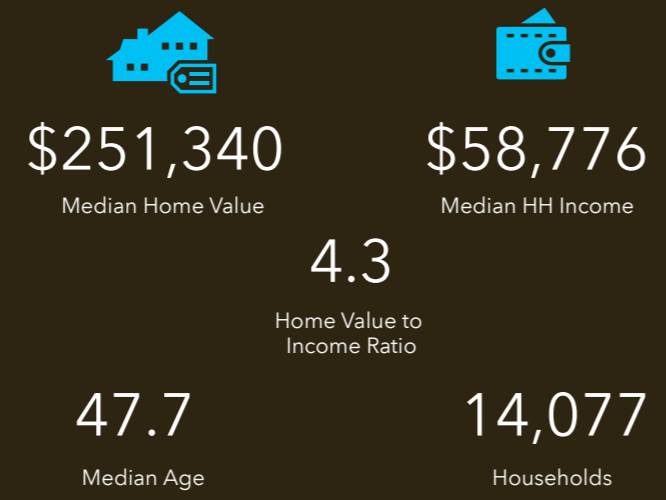 $251,340
$58,776
Median Home Value
Median HH Income
4.3
Home Value to
Income Ratio
47.7
14,077
Median Age
Households